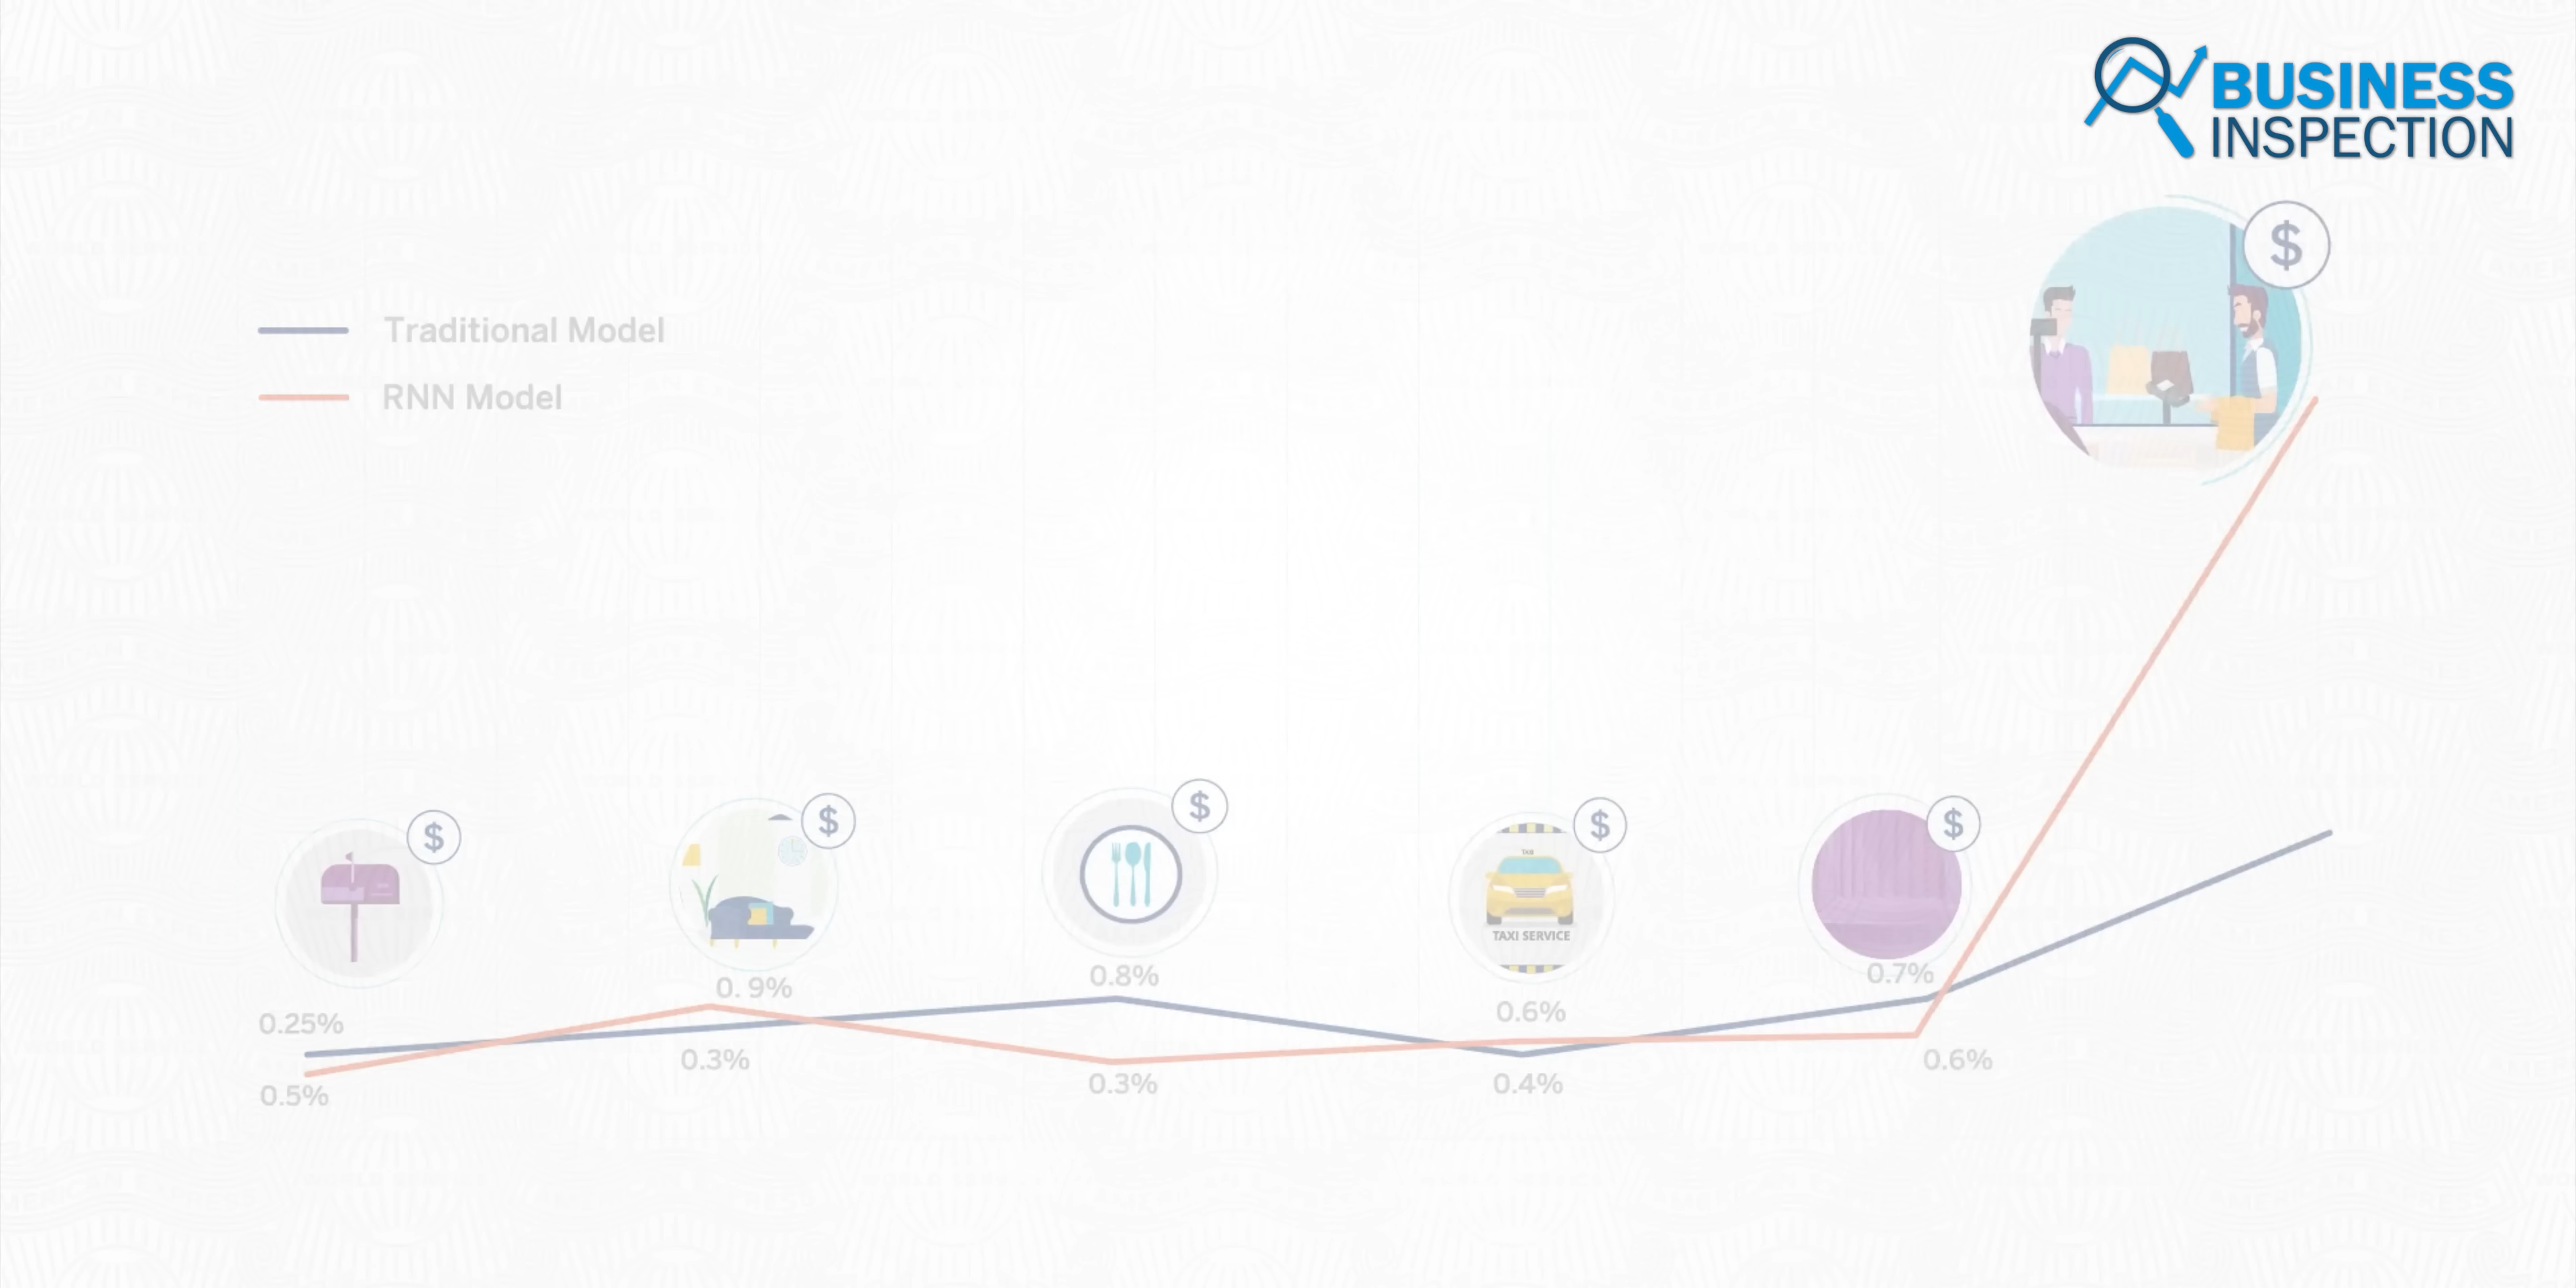 BUSINESS
INSPECTION
$
Traditional Model
RNN Model
$
$
$
$
$
TAXI
TAXI SERVICE
0.9%
0.8%
0.7%
0.25%
0.6%
0.3%
0.6%
0.5%
0.3%
0.4%